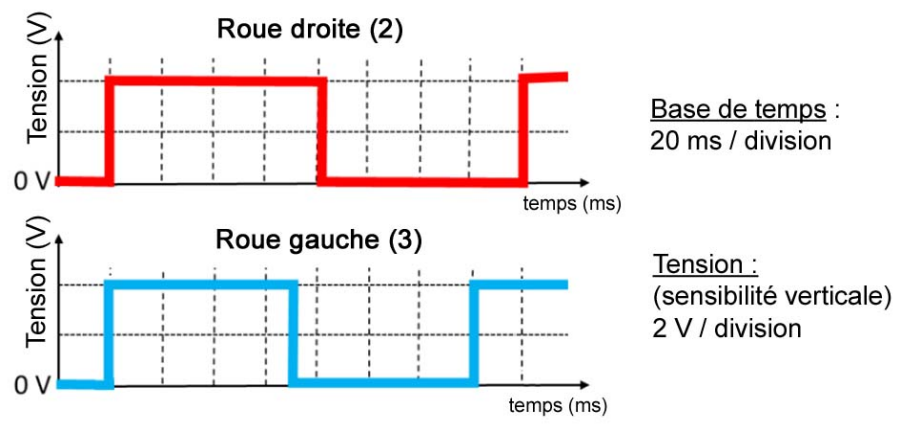 Roue droite (2)
Tension (V)
0 V
temps (ms)
Base de temps :
20 ms / division
Roue gauche (3)
Tension (V)
0 V
temps (ms)
Tension :
(sensibilité verticale)
2 V / division